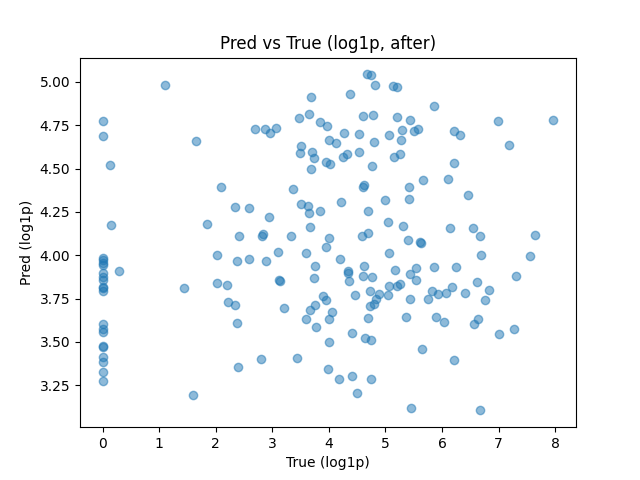 Pred vs True (log1p, after)
5.00
4.75
4.50
4.25
4.00
3.75
3.50
3.25
Pred (log1p)
0 1 2 3 4 5 6 7 8
True (log1p)